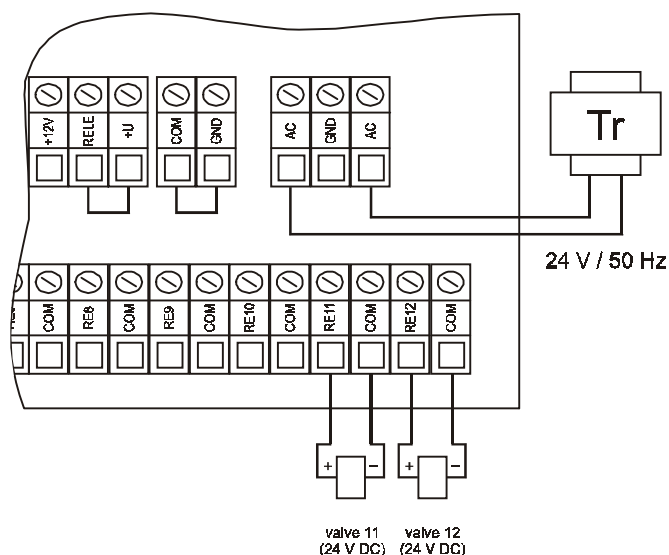 +12V RELE +U COM GND AC GND AC
Tr
24 V / 50 Hz
COM RE8 COM RE9 COM RE10 COM RE11 COM RE12 COM
+ − + −
valve 11 valve 12
(24 V DC) (24 V DC)